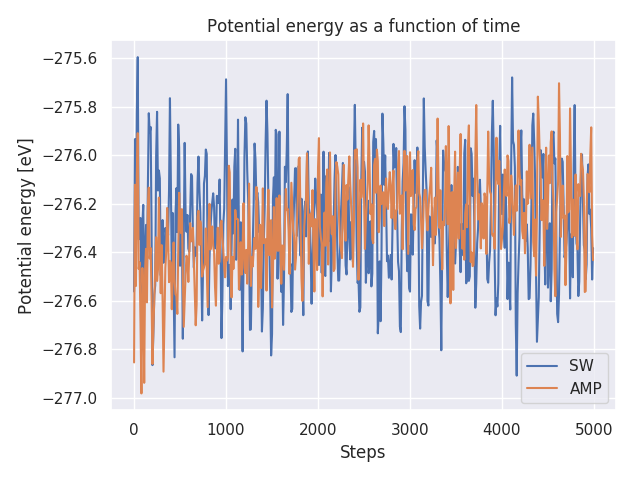 Potential energy as a function of time
Potential energy [eV]
−275.6
−275.8
−276.0
−276.2
−276.4
−276.6
−276.8
−277.0
0 1000 2000 3000 4000 5000
Steps
SW
AMP